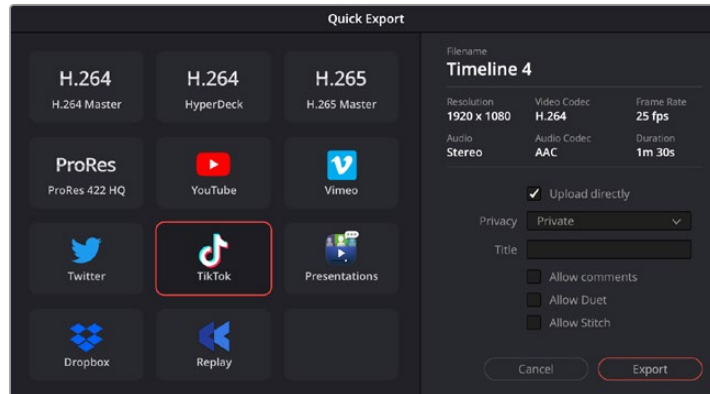 Quick Export
H.264
H.264 Master
H.264
HyperDeck
H.265
H.265 Master
ProRes
ProRes 422 HQ
YouTube
Vimeo
Twitter
TikTok
Presentations
Dropbox
Replay
Filename
Timeline 4
Resolution Video Codec Frame Rate
1920 x 1080 H.264 25 fps
Audio Audio Codec Duration
Stereo AAC 1m 30s
Upload directly
Privacy Private
Title
Allow comments
Allow Duet
Allow Stitch
Cancel Export